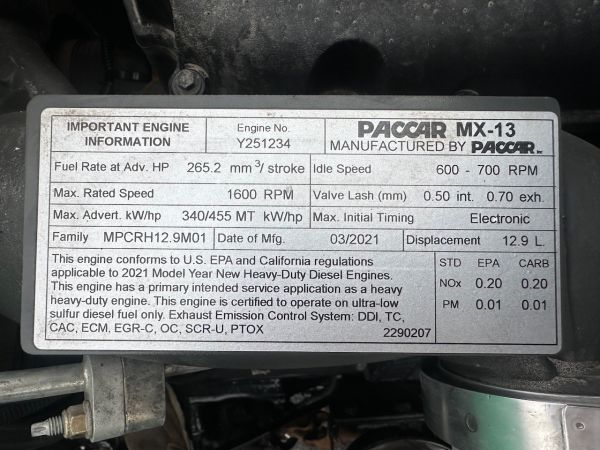 IMPORTANT ENGINE INFORMATION
Engine No. Y251234
PACCAR MX-13
MANUFACTURED BY PACCAR INC
Fuel Rate at Adv. HP 265.2 mm³/ stroke
Idle Speed 600 - 700 RPM
Max. Rated Speed 1600 RPM
Valve Lash (mm) 0.50 int. 0.70 exh.
Max. Advert. kW/hp 340/455 MT kW/hp
Max. Initial Timing Electronic
Family MPCRH12.9M01
Date of Mfg. 03/2021
Displacement 12.9 L.
This engine conforms to U.S. EPA and California regulations
applicable to 2021 Model Year New Heavy-Duty Diesel Engines.
This engine has a primary intended service application as a heavy
heavy-duty engine. This engine is certified to operate on ultra-low
sulfur diesel fuel only. Exhaust Emission Control System: DDI, TC,
CAC, ECM, EGR-C, OC, SCR-U, PTOX
2290207
STD EPA CARB
NOx 0.20 0.20
PM 0.01 0.01